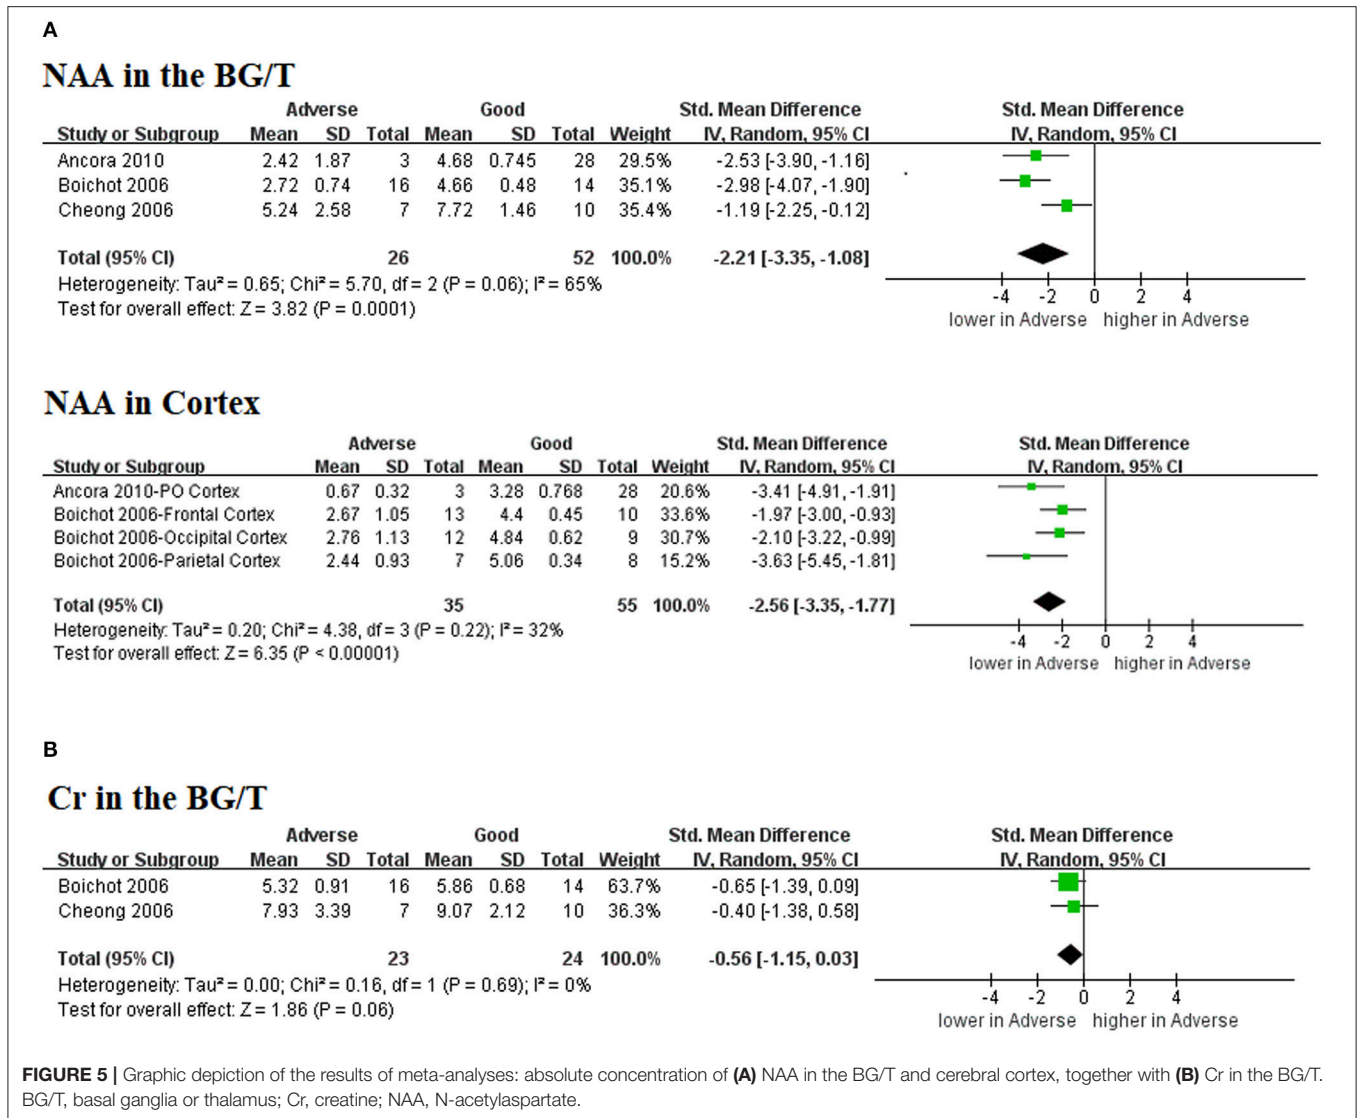 A
NAA in the BG/T
Adverse Good Std. Mean Difference Std. Mean Difference
Study or Subgroup Mean SD Total Mean SD Total Weight IV, Random, 95% CI IV, Random, 95% CI
Ancora 2010 2.42 1.87 3 4.68 0.745 28 29.5% -2.53 [-3.90, -1.16]
Boichot 2006 2.72 0.74 16 4.66 0.48 14 35.1% -2.98 [-4.07, -1.90]
Cheong 2006 5.24 2.58 7 7.72 1.46 10 35.4% -1.19 [-2.25, -0.12]
Total (95% CI) 26 52 100.0% -2.21 [-3.35, -1.08]
Heterogeneity: Tau² = 0.65; Chi² = 5.70, df = 2 (P = 0.06); I² = 65%
Test for overall effect: Z = 3.82 (P = 0.0001)
-4 -2 0 2 4
lower in Adverse higher in Adverse
NAA in Cortex
Adverse Good Std. Mean Difference Std. Mean Difference
Study or Subgroup Mean SD Total Mean SD Total Weight IV, Random, 95% CI IV, Random, 95% CI
Ancora 2010-PO Cortex 0.67 0.32 3 3.28 0.768 28 20.6% -3.41 [-4.91, -1.91]
Boichot 2006-Frontal Cortex 2.67 1.05 13 4.4 0.45 10 33.6% -1.97 [-3.00, -0.93]
Boichot 2006-Occipital Cortex 2.76 1.13 12 4.84 0.62 9 30.7% -2.10 [-3.22, -0.99]
Boichot 2006-Parietal Cortex 2.44 0.93 7 5.06 0.34 8 15.2% -3.63 [-5.45, -1.81]
Total (95% CI) 35 55 100.0% -2.56 [-3.35, -1.77]
Heterogeneity: Tau² = 0.20; Chi² = 4.38, df = 3 (P = 0.22); I² = 32%
Test for overall effect: Z = 6.35 (P < 0.00001)
-4 -2 0 2 4
lower in Adverse higher in Adverse
B
Cr in the BG/T
Adverse Good Std. Mean Difference Std. Mean Difference
Study or Subgroup Mean SD Total Mean SD Total Weight IV, Random, 95% CI IV, Random, 95% CI
Boichot 2006 5.32 0.91 16 5.86 0.68 14 63.7% -0.65 [-1.39, 0.09]
Cheong 2006 7.93 3.39 7 9.07 2.12 10 36.3% -0.40 [-1.38, 0.58]
Total (95% CI) 23 24 100.0% -0.56 [-1.15, 0.03]
Heterogeneity: Tau² = 0.00; Chi² = 0.16, df = 1 (P = 0.69); I² = 0%
Test for overall effect: Z = 1.86 (P = 0.06)
-4 -2 0 2 4
lower in Adverse higher in Adverse
FIGURE 5 | Graphic depiction of the results of meta-analyses: absolute concentration of (A) NAA in the BG/T and cerebral cortex, together with (B) Cr in the BG/T.
BG/T, basal ganglia or thalamus; Cr, creatine; NAA, N-acetylaspartate.